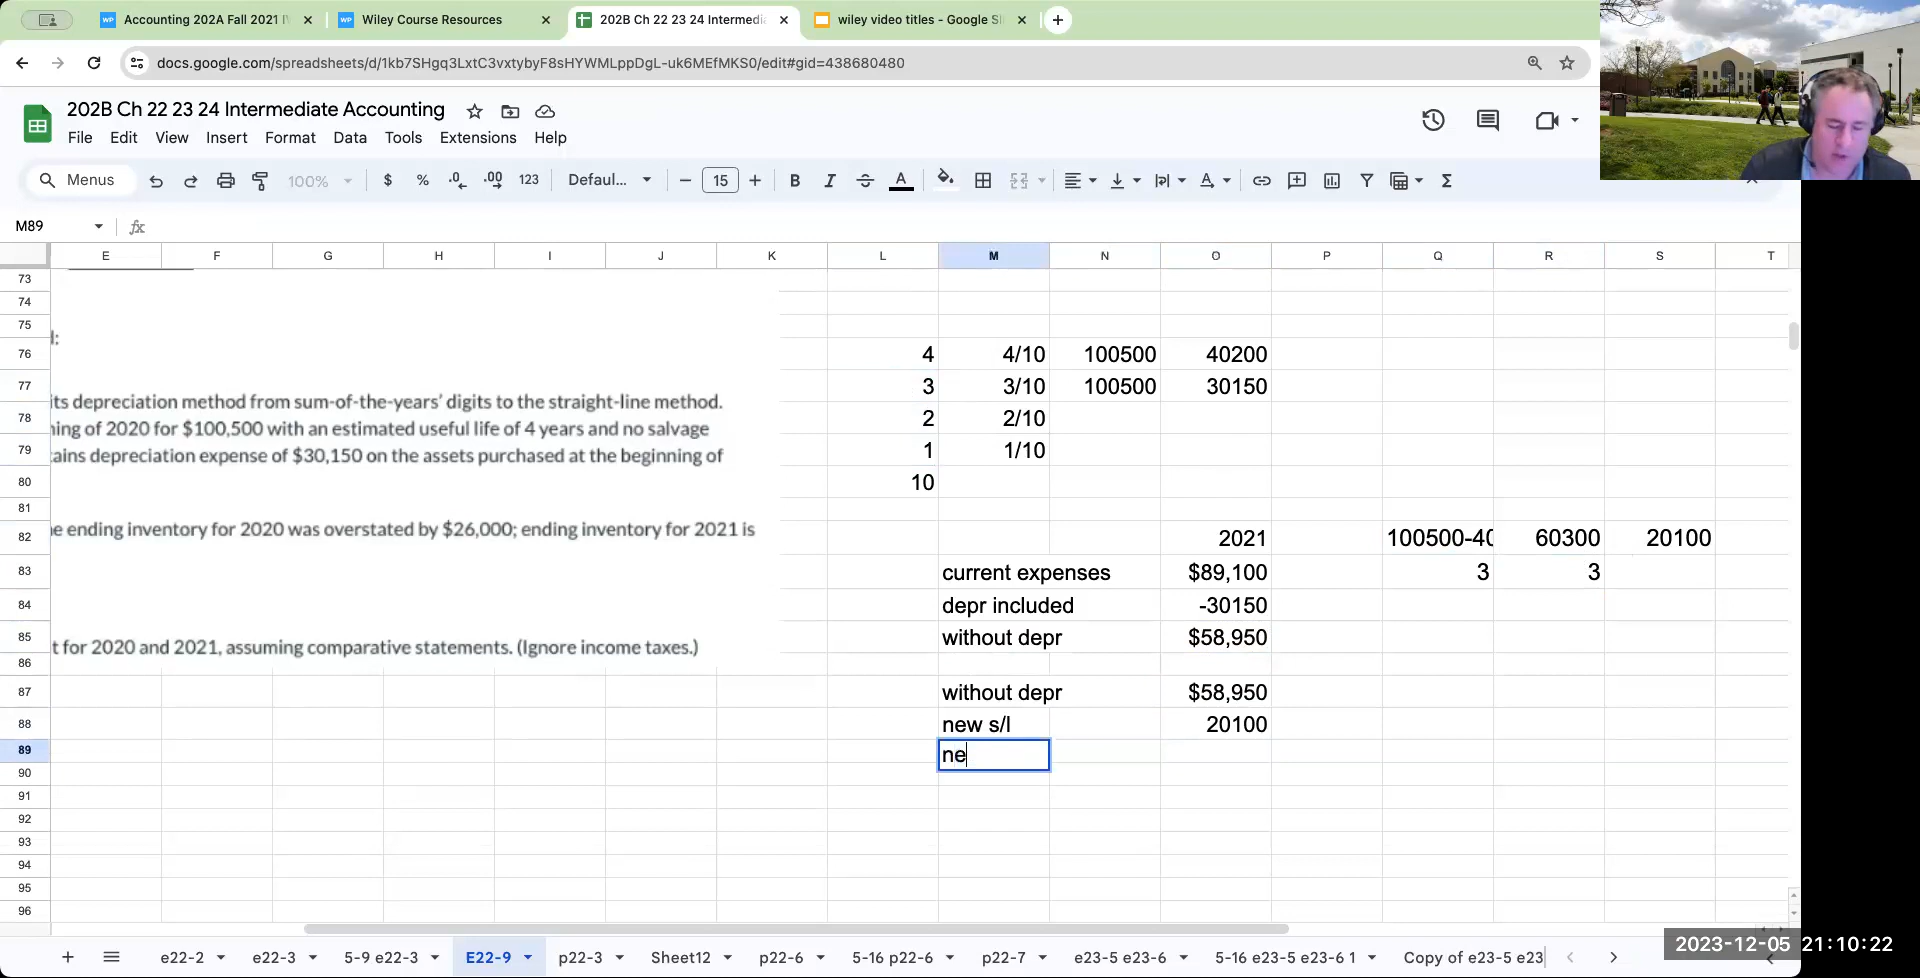 Accounting 202A Fall 2021
Wiley Course Resources
202B Ch 22 23 24 Intermedi
wiley video titles - Google Sl
docs.google.com/spreadsheets/d/1kb7SHgq3LxtC3vxtybyF8sHYWMLppDgL-uk6MEfMKS0/edit#gid=438680480
202B Ch 22 23 24 Intermediate Accounting
File Edit View Insert Format Data Tools Extensions Help
Menus 100% $ % .0 .00 123 Defaul... 15 B I A
M89 fx
E F G H I J K L M N O P Q R S T
73
74
75
76 4 4/10 100500 40200
77 3 3/10 100500 30150
its depreciation method from sum-of-the-years' digits to the straight-line method.
78 2 2/10
ning of 2020 for $100,500 with an estimated useful life of 4 years and no salvage
79 1 1/10
ains depreciation expense of $30,150 on the assets purchased at the beginning of
80 10
81
82 2021 100500-40 60300 20100
e ending inventory for 2020 was overstated by $26,000; ending inventory for 2021 is
83 current expenses $89,100 3 3
84 depr included -30150
85 without depr $58,950
t for 2020 and 2021, assuming comparative statements. (Ignore income taxes.)
86
87 without depr $58,950
88 new s/l 20100
89 ne
90
91
92
93
94
95
96
e22-2 e22-3 5-9 e22-3 E22-9 p22-3 Sheet12 p22-6 5-16 p22-6 p22-7 e23-5 e23-6 5-16 e23-5 e23-6 1 Copy of e23-5 e23
2023-12-05 21:10:22